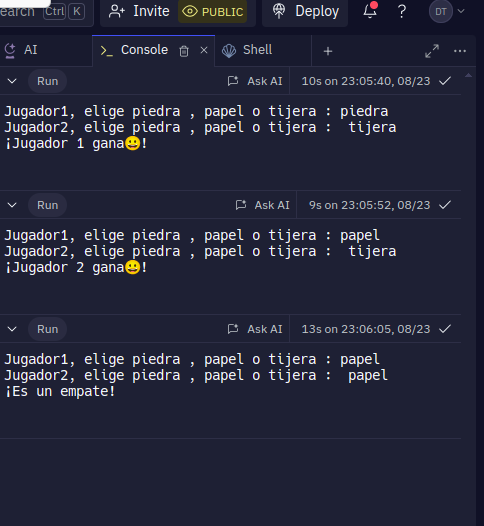 earch Ctrl K Invite PUBLIC Deploy ? DT
AI Console Shell
Run Ask AI 10s on 23:05:40, 08/23
Jugador1, elige piedra , papel o tijera : piedra
Jugador2, elige piedra , papel o tijera :  tijera
¡Jugador 1 gana😀!
Run Ask AI 9s on 23:05:52, 08/23
Jugador1, elige piedra , papel o tijera : papel
Jugador2, elige piedra , papel o tijera :  tijera
¡Jugador 2 gana😀!
Run Ask AI 13s on 23:06:05, 08/23
Jugador1, elige piedra , papel o tijera : papel
Jugador2, elige piedra , papel o tijera :  papel
¡Es un empate!